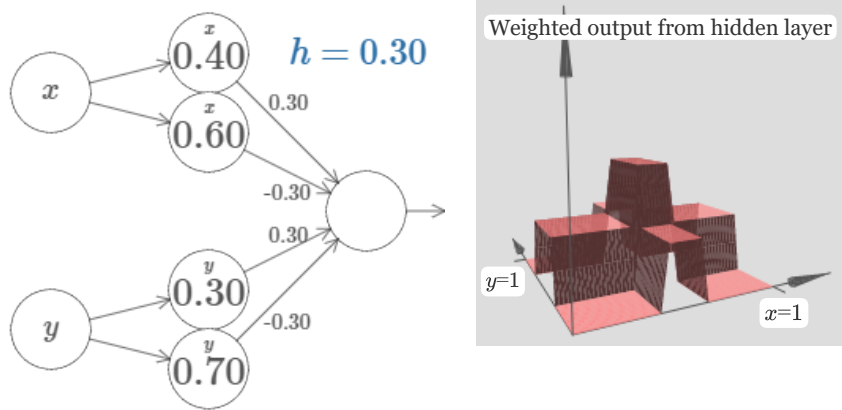 x
0.40
h = 0.30
x
0.30
x
0.60
-0.30
0.30
y
0.30
y
-0.30
y
0.70
Weighted output from hidden layer
y=1
x=1